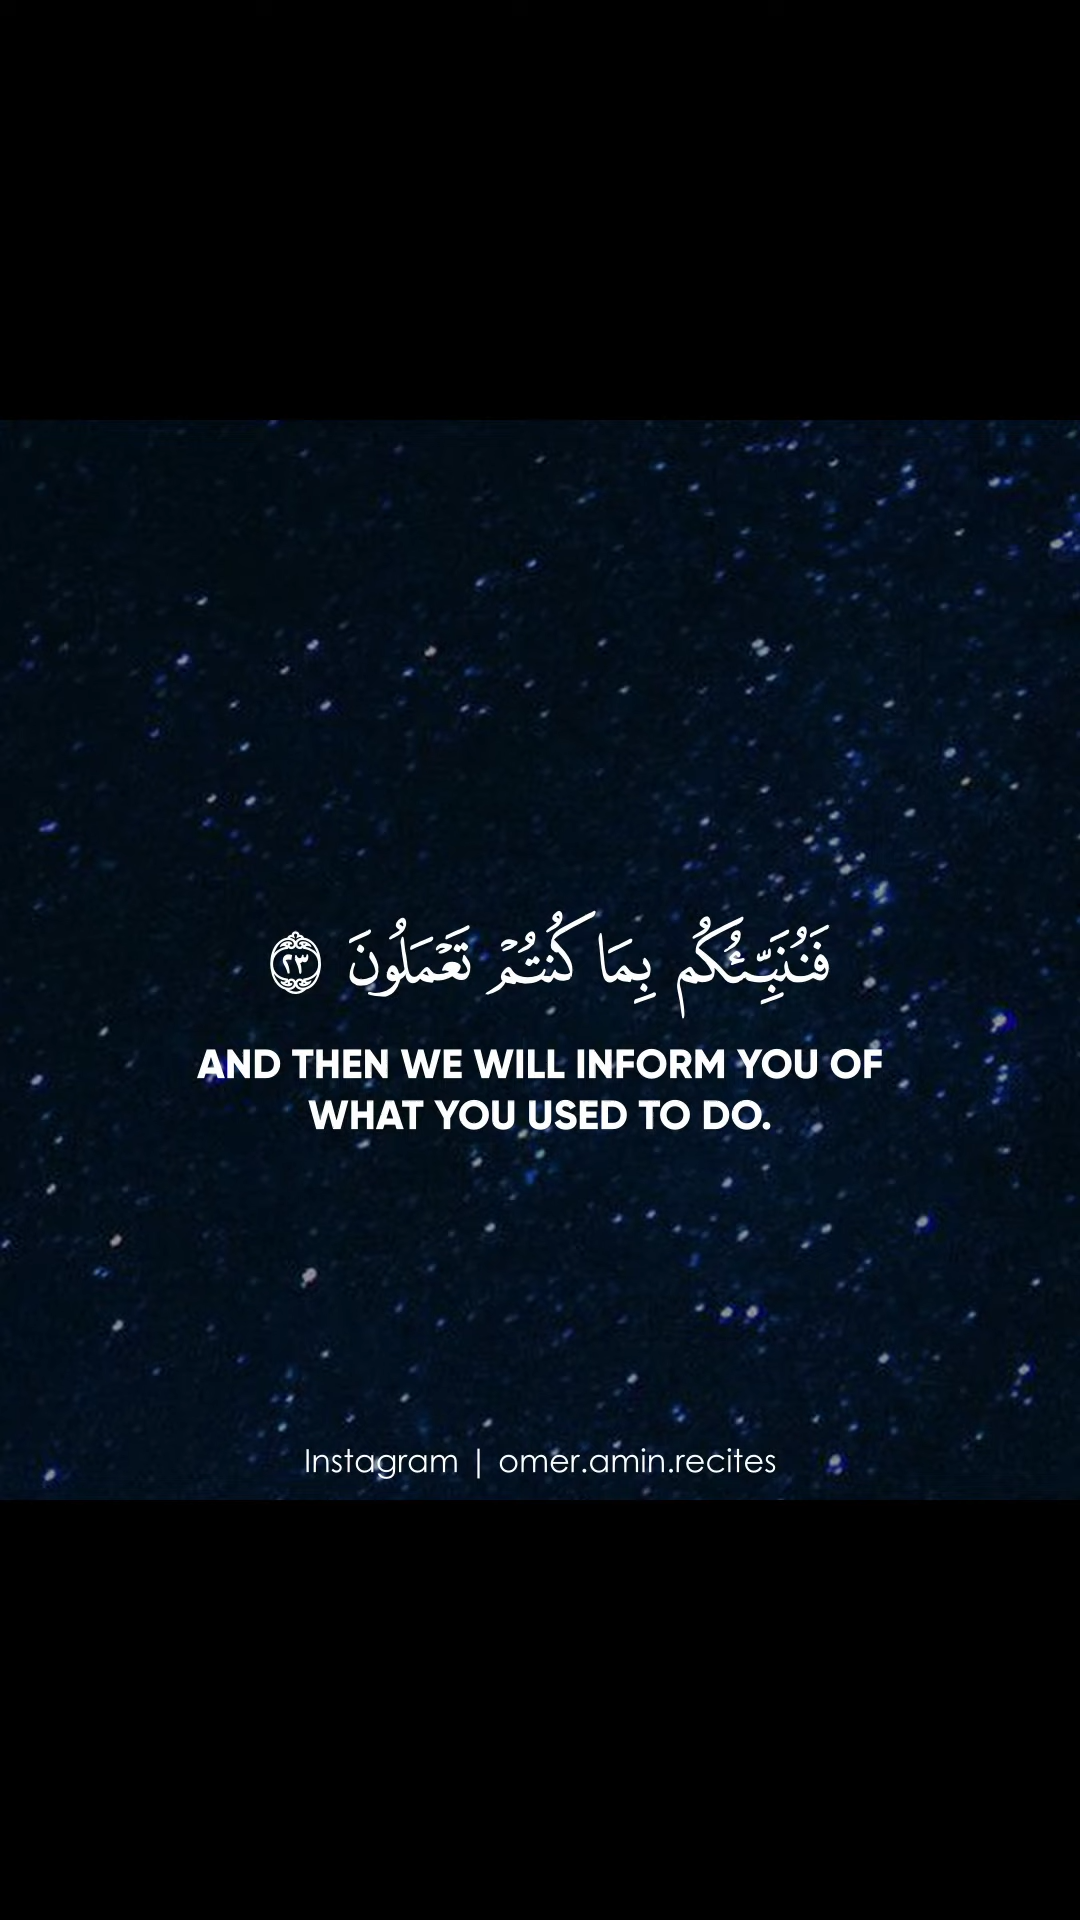 فَنُنَبِّئُكُم بِمَا كُنتُمْ تَعْمَلُونَ ٢٣
AND THEN WE WILL INFORM YOU OF
WHAT YOU USED TO DO.
Instagram | omer.amin.recites